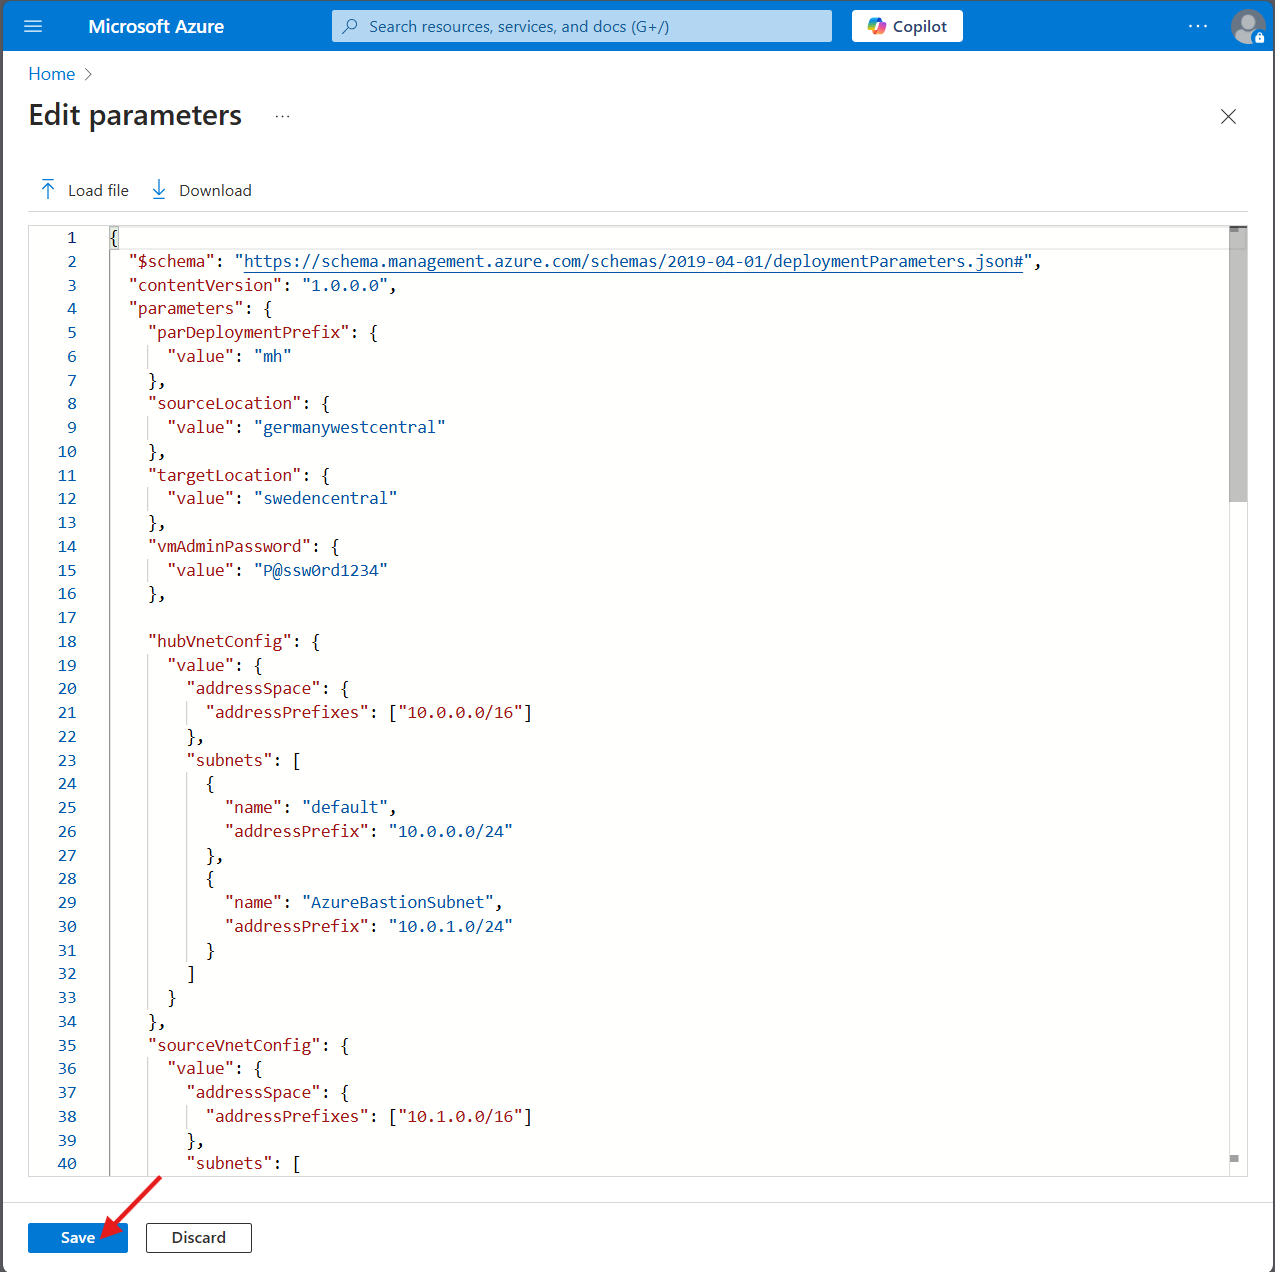 Microsoft Azure
Search resources, services, and docs (G+/)
Copilot
Home
Edit parameters
Load file
Download
1 {
2 "$schema": "https://schema.management.azure.com/schemas/2019-04-01/deploymentParameters.json#",
3 "contentVersion": "1.0.0.0",
4 "parameters": {
5 "parDeploymentPrefix": {
6 "value": "mh"
7 },
8 "sourceLocation": {
9 "value": "germanywestcentral"
10 },
11 "targetLocation": {
12 "value": "swedencentral"
13 },
14 "vmAdminPassword": {
15 "value": "P@ssw0rd1234"
16 },
17
18 "hubVnetConfig": {
19 "value": {
20 "addressSpace": {
21 "addressPrefixes": ["10.0.0.0/16"]
22 },
23 "subnets": [
24 {
25 "name": "default",
26 "addressPrefix": "10.0.0.0/24"
27 },
28 {
29 "name": "AzureBastionSubnet",
30 "addressPrefix": "10.0.1.0/24"
31 }
32 ]
33 }
34 },
35 "sourceVnetConfig": {
36 "value": {
37 "addressSpace": {
38 "addressPrefixes": ["10.1.0.0/16"]
39 },
40 "subnets": [
Save
Discard